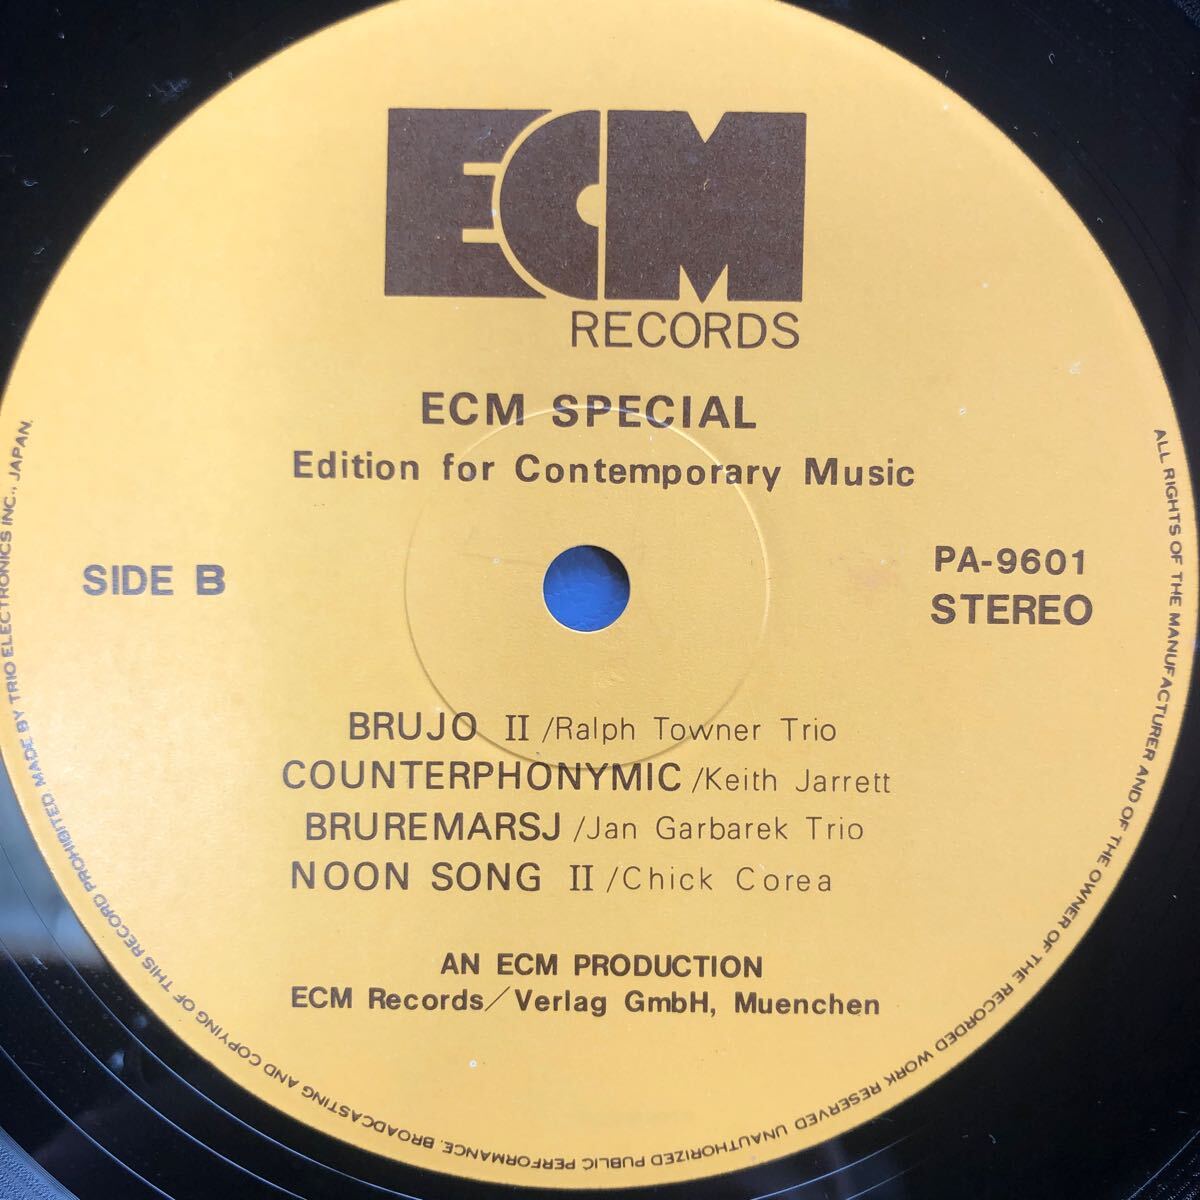 ECM
RECORDS
ECM SPECIAL
Edition for Contemporary Music
SIDE B
PA-9601
STEREO
BRUJO II /Ralph Towner Trio
COUNTERPHONYMIC /Keith Jarrett
BRUREMARSJ /Jan Garbarek Trio
NOON SONG II /Chick Corea
AN ECM PRODUCTION
ECM Records/Verlag GmbH, Muenchen
ALL RIGHTS OF THE MANUFACTURER AND OF THE OWNER OF THE RECORDED WORK RESERVED UNAUTHORIZED PUBLIC PERFORMANCE. BROADCASTING AND COPYING OF THIS RECORD PROHIBITED MADE BY TRIO ELECTRONICS INC., JAPAN.